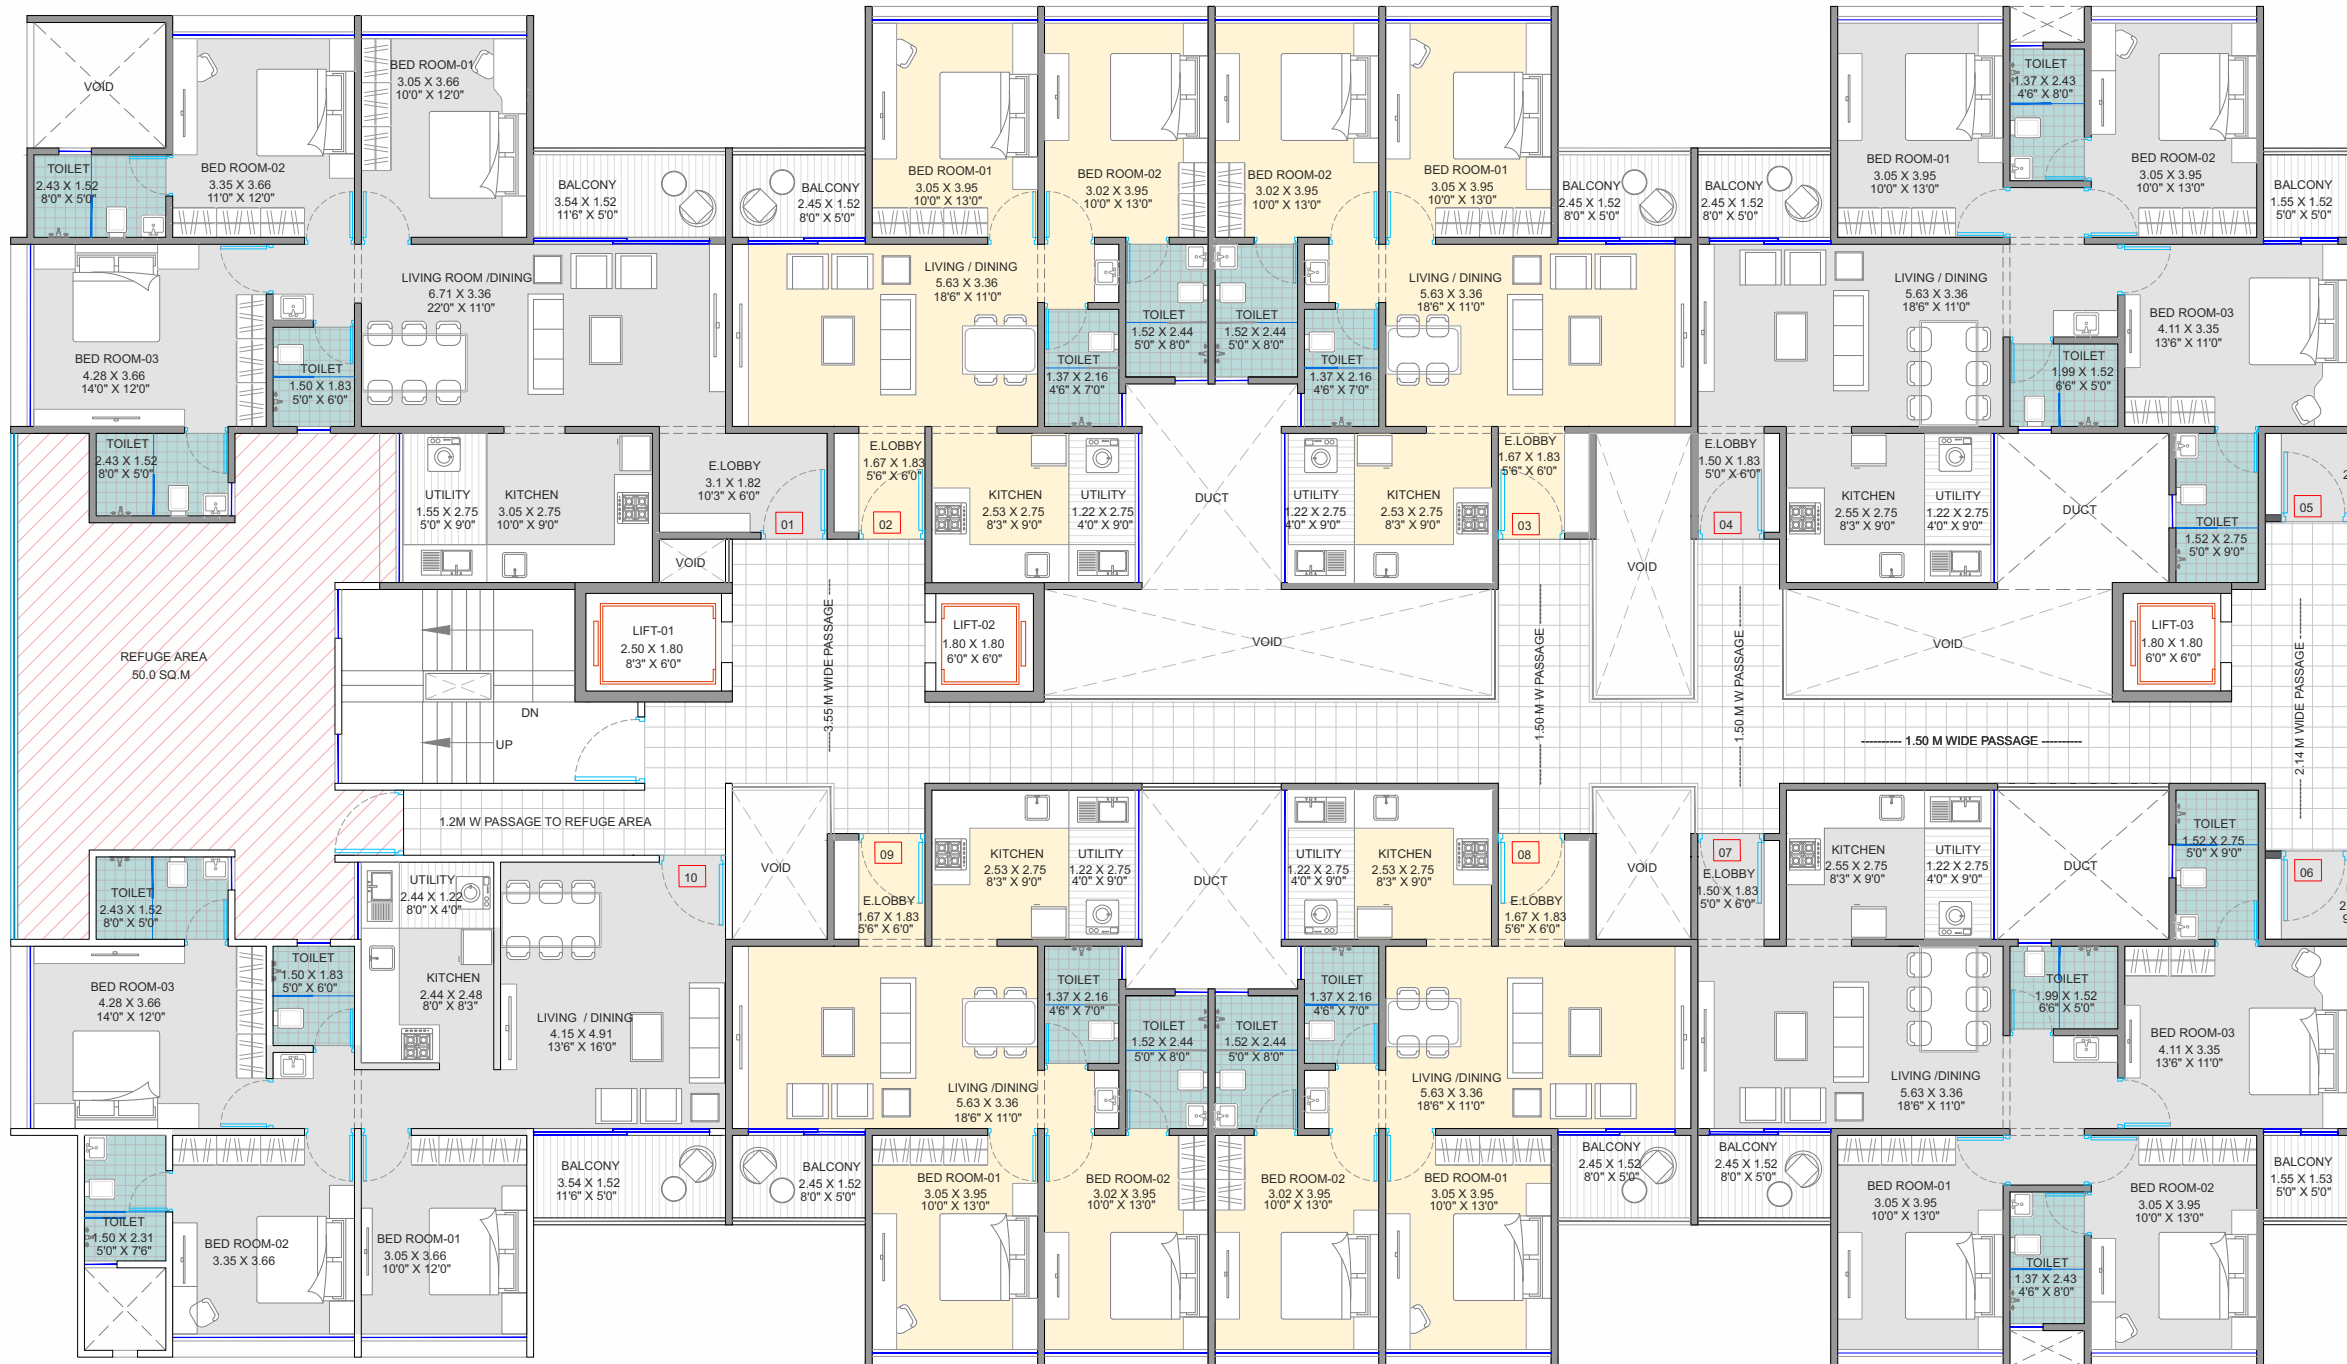 VOID
TOILET
2.43 X 1.52
8'0" X 5'0"
BED ROOM-02
3.35 X 3.66
11'0" X 12'0"
BED ROOM-01
3.05 X 3.66
10'0" X 12'0"
BALCONY
3.54 X 1.52
11'6" X 5'0"
BALCONY
2.45 X 1.52
8'0" X 5'0"
BED ROOM-01
3.05 X 3.95
10'0" X 13'0"
BED ROOM-02
3.02 X 3.95
10'0" X 13'0"
BED ROOM-02
3.02 X 3.95
10'0" X 13'0"
BED ROOM-01
3.05 X 3.95
10'0" X 13'0"
BALCONY
2.45 X 1.52
8'0" X 5'0"
BALCONY
2.45 X 1.52
8'0" X 5'0"
BED ROOM-01
3.05 X 3.95
10'0" X 13'0"
TOILET
1.37 X 2.43
4'6" X 8'0"
BED ROOM-02
3.05 X 3.95
10'0" X 13'0"
BALCONY
1.55 X 1.52
5'0" X 5'0"
BED ROOM-03
4.28 X 3.66
14'0" X 12'0"
TOILET
1.50 X 1.83
5'0" X 6'0"
LIVING ROOM /DINING
6.71 X 3.36
22'0" X 11'0"
LIVING / DINING
5.63 X 3.36
18'6" X 11'0"
TOILET
1.37 X 2.16
4'6" X 7'0"
TOILET
1.52 X 2.44
5'0" X 8'0"
TOILET
1.52 X 2.44
5'0" X 8'0"
TOILET
1.37 X 2.16
4'6" X 7'0"
LIVING / DINING
5.63 X 3.36
18'6" X 11'0"
LIVING / DINING
5.63 X 3.36
18'6" X 11'0"
TOILET
1.99 X 1.52
6'6" X 5'0"
BED ROOM-03
4.11 X 3.35
13'6" X 11'0"
TOILET
2.43 X 1.52
8'0" X 5'0"
UTILITY
1.55 X 2.75
5'0" X 9'0"
KITCHEN
3.05 X 2.75
10'0" X 9'0"
E.LOBBY
3.1 X 1.82
10'3" X 6'0"
01
E.LOBBY
1.67 X 1.83
5'6" X 6'0"
02
KITCHEN
2.53 X 2.75
8'3" X 9'0"
UTILITY
1.22 X 2.75
4'0" X 9'0"
DUCT
UTILITY
1.22 X 2.75
4'0" X 9'0"
KITCHEN
2.53 X 2.75
8'3" X 9'0"
E.LOBBY
1.67 X 1.83
5'6" X 6'0"
03
VOID
E.LOBBY
1.50 X 1.83
5'0" X 6'0"
04
KITCHEN
2.55 X 2.75
8'3" X 9'0"
UTILITY
1.22 X 2.75
4'0" X 9'0"
DUCT
TOILET
1.52 X 2.75
5'0" X 9'0"
2
05
VOID
REFUGE AREA
50.0 SQ.M
LIFT-01
2.50 X 1.80
8'3" X 6'0"
3.55 M WIDE PASSAGE
LIFT-02
1.80 X 1.80
6'0" X 6'0"
VOID
1.50 M W PASSAGE
1.50 M W PASSAGE
VOID
LIFT-03
1.80 X 1.80
6'0" X 6'0"
2.14 M WIDE PASSAGE
DN
UP
1.50 M WIDE PASSAGE
1.2M W PASSAGE TO REFUGE AREA
TOILET
2.43 X 1.52
8'0" X 5'0"
UTILITY
2.44 X 1.22
8'0" X 4'0"
10
VOID
09
E.LOBBY
1.67 X 1.83
5'6" X 6'0"
KITCHEN
2.53 X 2.75
8'3" X 9'0"
UTILITY
1.22 X 2.75
4'0" X 9'0"
DUCT
UTILITY
1.22 X 2.75
4'0" X 9'0"
KITCHEN
2.53 X 2.75
8'3" X 9'0"
08
E.LOBBY
1.67 X 1.83
5'6" X 6'0"
VOID
07
E.LOBBY
1.50 X 1.83
5'0" X 6'0"
KITCHEN
2.55 X 2.75
8'3" X 9'0"
UTILITY
1.22 X 2.75
4'0" X 9'0"
DUCT
TOILET
1.52 X 2.75
5'0" X 9'0"
06
2
9
BED ROOM-03
4.28 X 3.66
14'0" X 12'0"
TOILET
1.50 X 1.83
5'0" X 6'0"
KITCHEN
2.44 X 2.48
8'0" X 8'3"
LIVING / DINING
4.15 X 4.91
13'6" X 16'0"
LIVING /DINING
5.63 X 3.36
18'6" X 11'0"
TOILET
1.37 X 2.16
4'6" X 7'0"
TOILET
1.52 X 2.44
5'0" X 8'0"
TOILET
1.52 X 2.44
5'0" X 8'0"
TOILET
1.37 X 2.16
4'6" X 7'0"
LIVING /DINING
5.63 X 3.36
18'6" X 11'0"
LIVING /DINING
5.63 X 3.36
18'6" X 11'0"
TOILET
1.99 X 1.52
6'6" X 5'0"
BED ROOM-03
4.11 X 3.35
13'6" X 11'0"
TOILET
1.50 X 2.31
5'0" X 7'6"
BED ROOM-02
3.35 X 3.66
BED ROOM-01
3.05 X 3.66
10'0" X 12'0"
BALCONY
3.54 X 1.52
11'6" X 5'0"
BALCONY
2.45 X 1.52
8'0" X 5'0"
BED ROOM-01
3.05 X 3.95
10'0" X 13'0"
BED ROOM-02
3.02 X 3.95
10'0" X 13'0"
BED ROOM-02
3.02 X 3.95
10'0" X 13'0"
BED ROOM-01
3.05 X 3.95
10'0" X 13'0"
BALCONY
2.45 X 1.52
8'0" X 5'0"
BALCONY
2.45 X 1.52
8'0" X 5'0"
BED ROOM-01
3.05 X 3.95
10'0" X 13'0"
TOILET
1.37 X 2.43
4'6" X 8'0"
BED ROOM-02
3.05 X 3.95
10'0" X 13'0"
BALCONY
1.55 X 1.53
5'0" X 5'0"